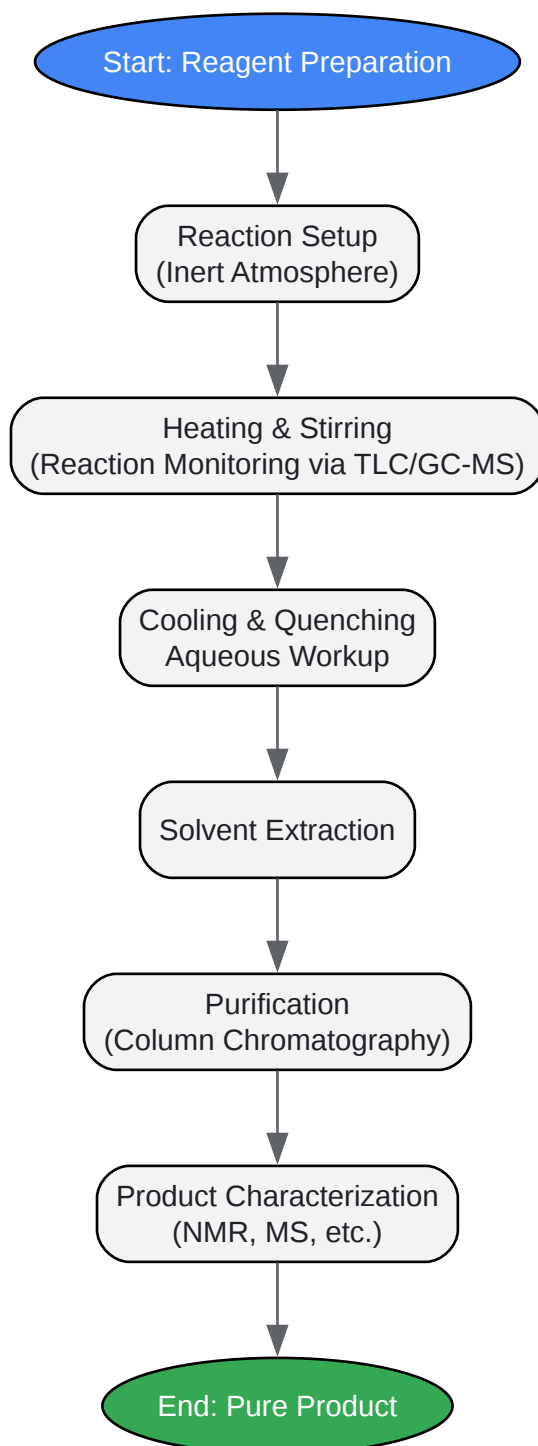 Start: Reagent Preparation
Reaction Setup
(Inert Atmosphere)
Heating & Stirring
(Reaction Monitoring via TLC/GC-MS)
Cooling & Quenching
Aqueous Workup
Solvent Extraction
Purification
(Column Chromatography)
Product Characterization
(NMR, MS, etc.)
End: Pure Product